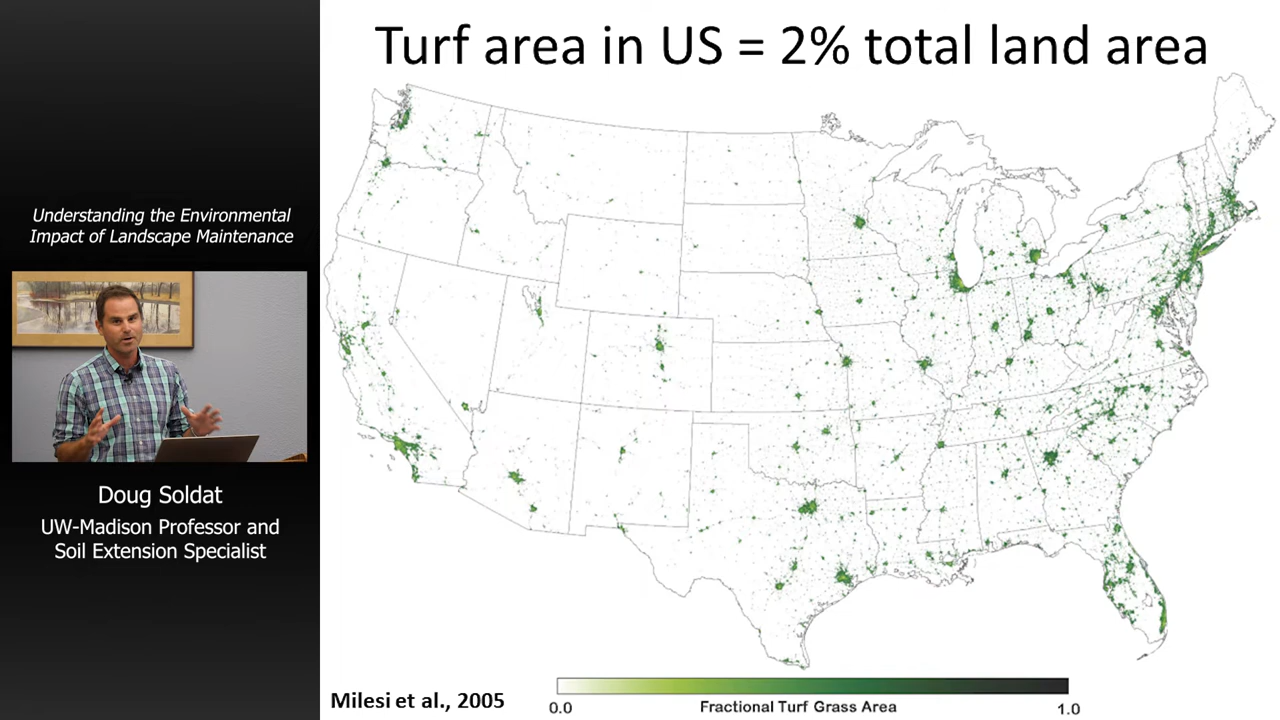 Turf area in US = 2% total land area
Understanding the Environmental
Impact of Landscape Maintenance
Doug Soldat
UW-Madison Professor and
Soil Extension Specialist
Milesi et al., 2005
0.0
Fractional Turf Grass Area
1.0